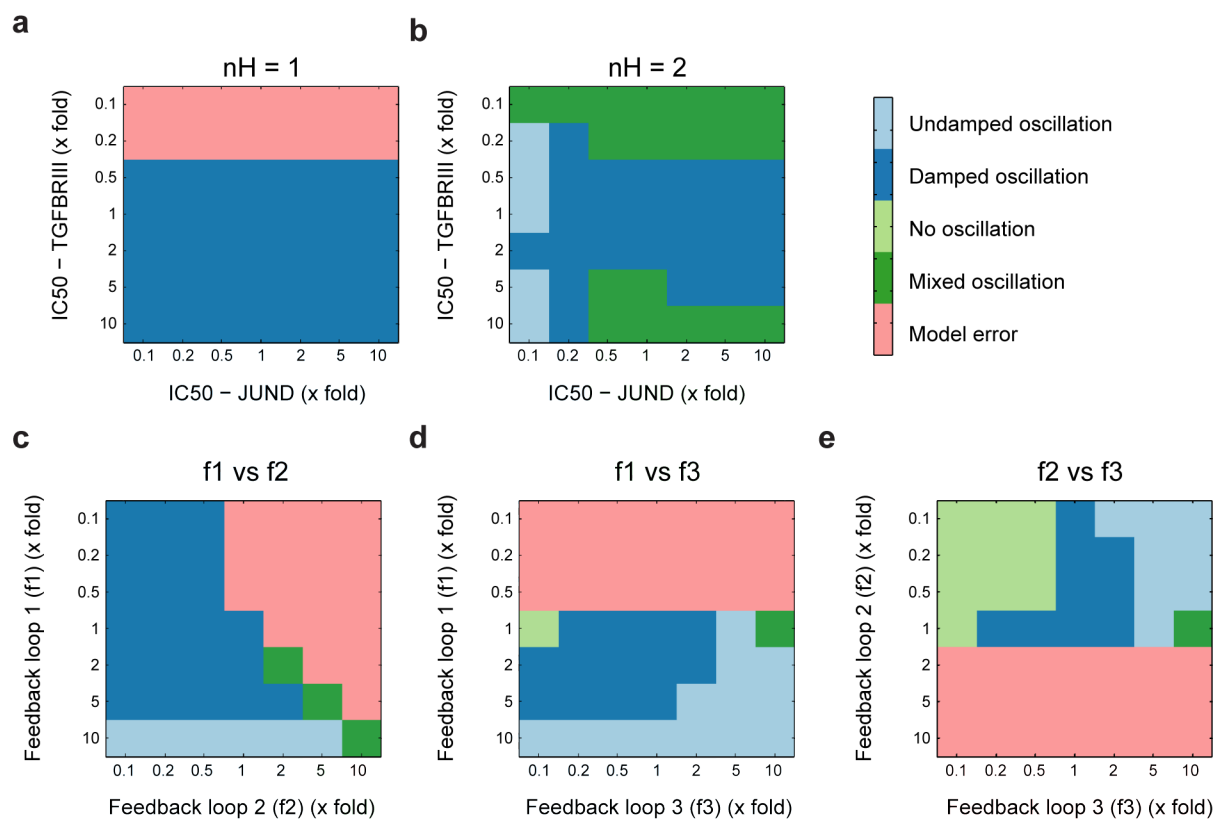 a
b
nH = 1
nH = 2
IC50 − TGFBRIII (x fold)
0.1
0.2
0.5
1
2
5
10
0.1 0.2 0.5 1 2 5 10
IC50 − JUND (x fold)
IC50 − TGFBRIII (x fold)
0.1
0.2
0.5
1
2
5
10
0.1 0.2 0.5 1 2 5 10
IC50 − JUND (x fold)
Undamped oscillation
Damped oscillation
No oscillation
Mixed oscillation
Model error
c
d
e
f1 vs f2
f1 vs f3
f2 vs f3
Feedback loop 1 (f1) (x fold)
0.1
0.2
0.5
1
2
5
10
0.1 0.2 0.5 1 2 5 10
Feedback loop 2 (f2) (x fold)
Feedback loop 1 (f1) (x fold)
0.1
0.2
0.5
1
2
5
10
0.1 0.2 0.5 1 2 5 10
Feedback loop 3 (f3) (x fold)
Feedback loop 2 (f2) (x fold)
0.1
0.2
0.5
1
2
5
10
0.1 0.2 0.5 1 2 5 10
Feedback loop 3 (f3) (x fold)